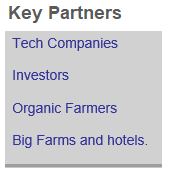 Key Partners
Tech Companies
Investors
Organic Farmers
Big Farms and hotels.